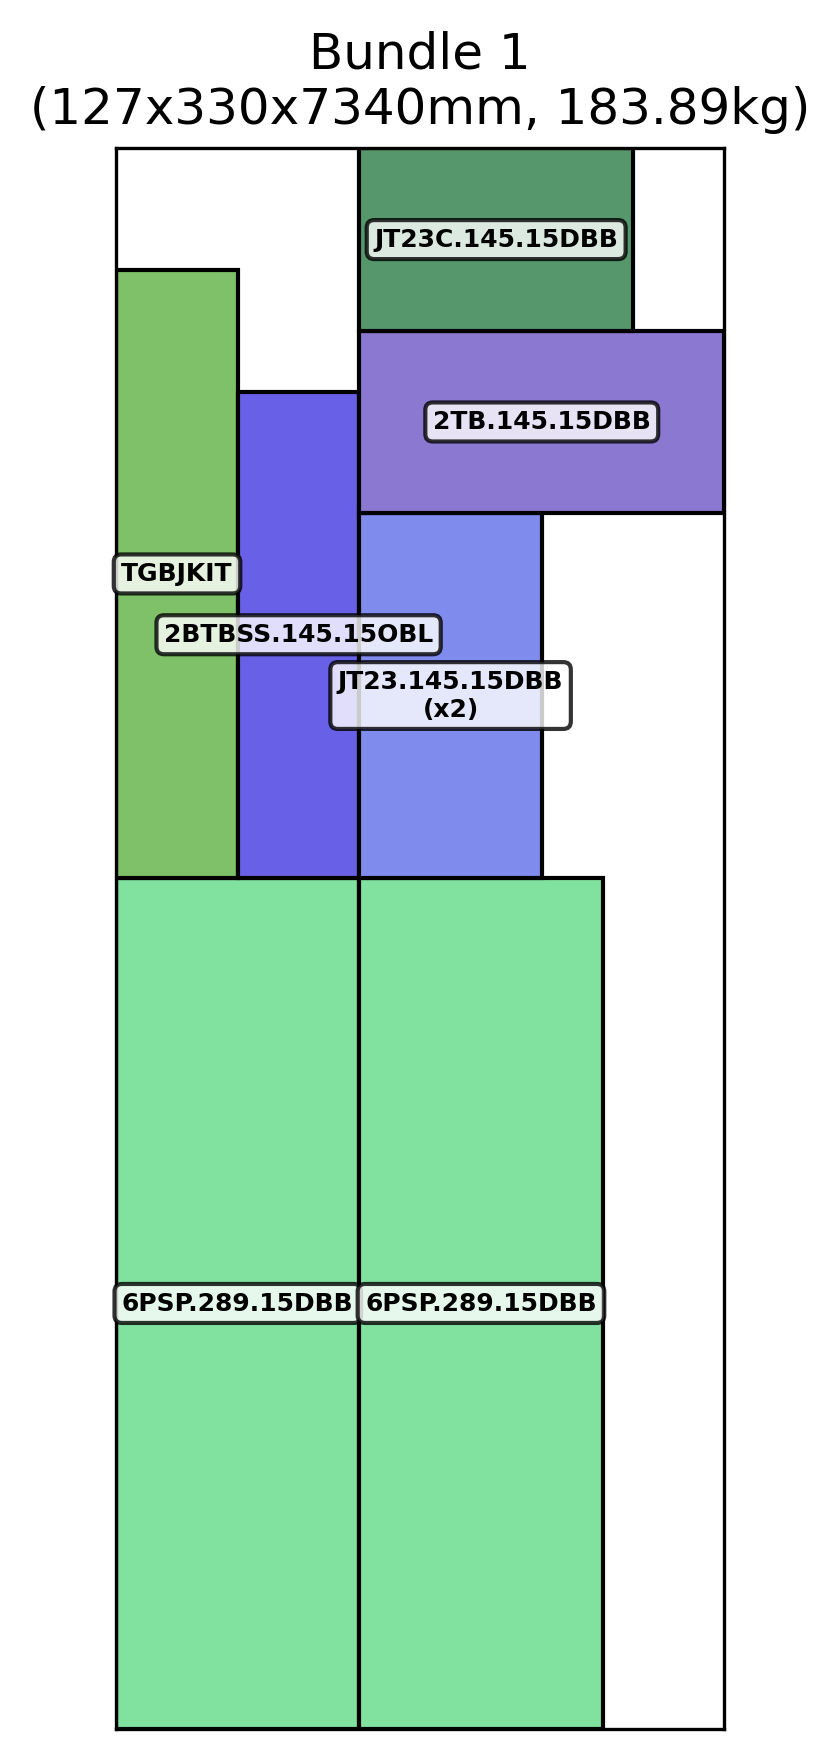 Bundle 1
(127x330x7340mm, 183.89kg)
JT23C.145.15DBB
2TB.145.15DBB
TGBJKIT
2BTBSS.145.15OBL
JT23.145.15DBB
(x2)
6PSP.289.15DBB
6PSP.289.15DBB